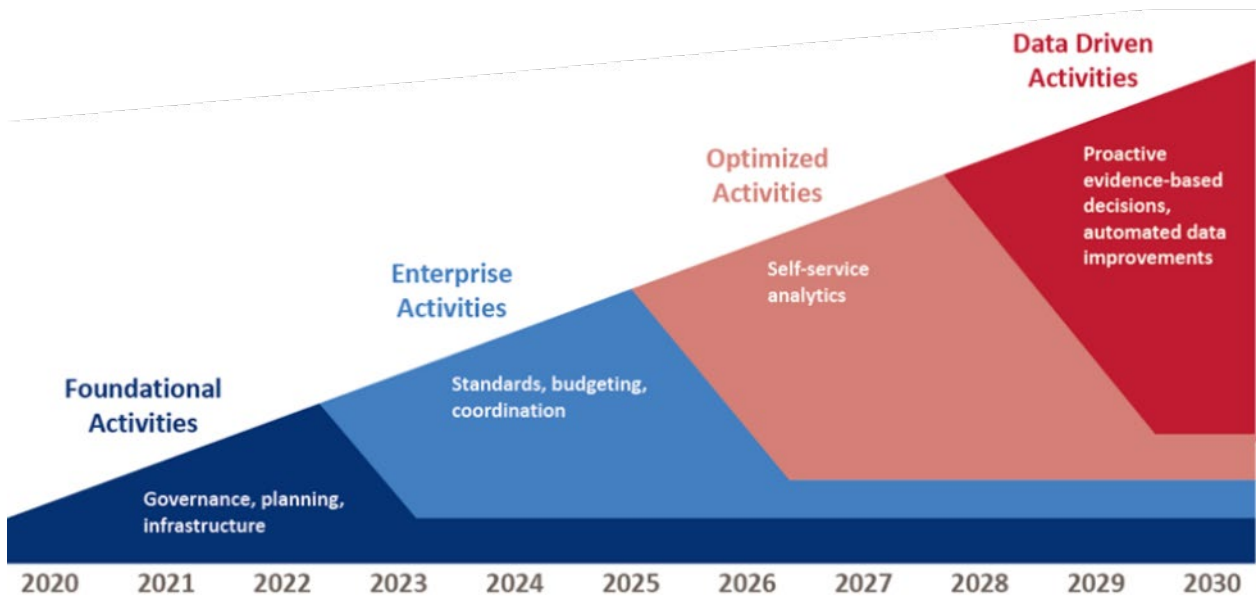 Data Driven
Activities
Proactive
evidence-based
decisions,
automated data
improvements
Optimized
Activities
Self-service
analytics
Enterprise
Activities
Standards, budgeting,
coordination
Foundational
Activities
Governance, planning,
infrastructure
2020 2021 2022 2023 2024 2025 2026 2027 2028 2029 2030